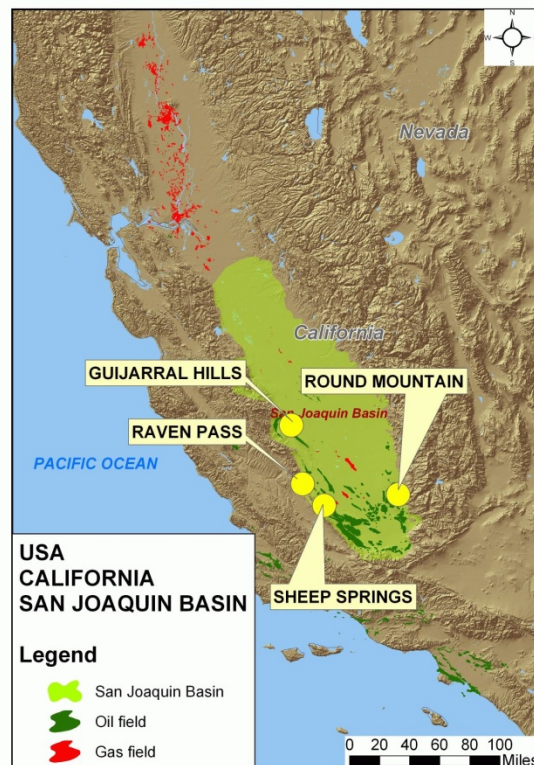 N
W
E
S
Nevada
California
GUIJARRAL HILLS
ROUND MOUNTAIN
San Joaquin Basin
RAVEN PASS
PACIFIC OCEAN
SHEEP SPRINGS
USA
CALIFORNIA
SAN JOAQUIN BASIN
Legend
San Joaquin Basin
Oil field
Gas field
0 20 40 60 80 100
Miles